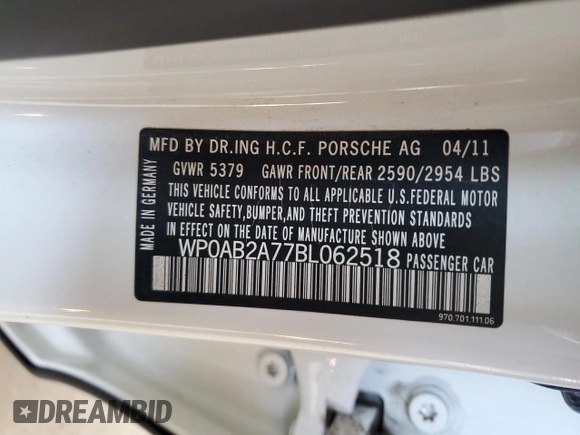 MFD BY DR.ING H.C.F. PORSCHE AG 04/11
GVWR 5379 GAWR FRONT/REAR 2590/2954 LBS
THIS VEHICLE CONFORMS TO ALL APPLICABLE U.S.FEDERAL MOTOR
VEHICLE SAFETY,BUMPER,AND THEFT PREVENTION STANDARDS
IN EFFECT ON THE DATE OF MANUFACTURE SHOWN ABOVE
WP0AB2A77BL062518 PASSENGER CAR
MADE IN GERMANY
970.701.111.06
DREAMBID